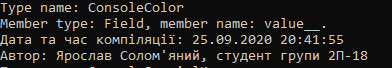 Type name: ConsoleColor
Member type: Field, member name: value__.
Дата та час компіляції: 25.09.2020 20:41:55
Автор: Ярослав Солом'яний, студент групи 2П-18